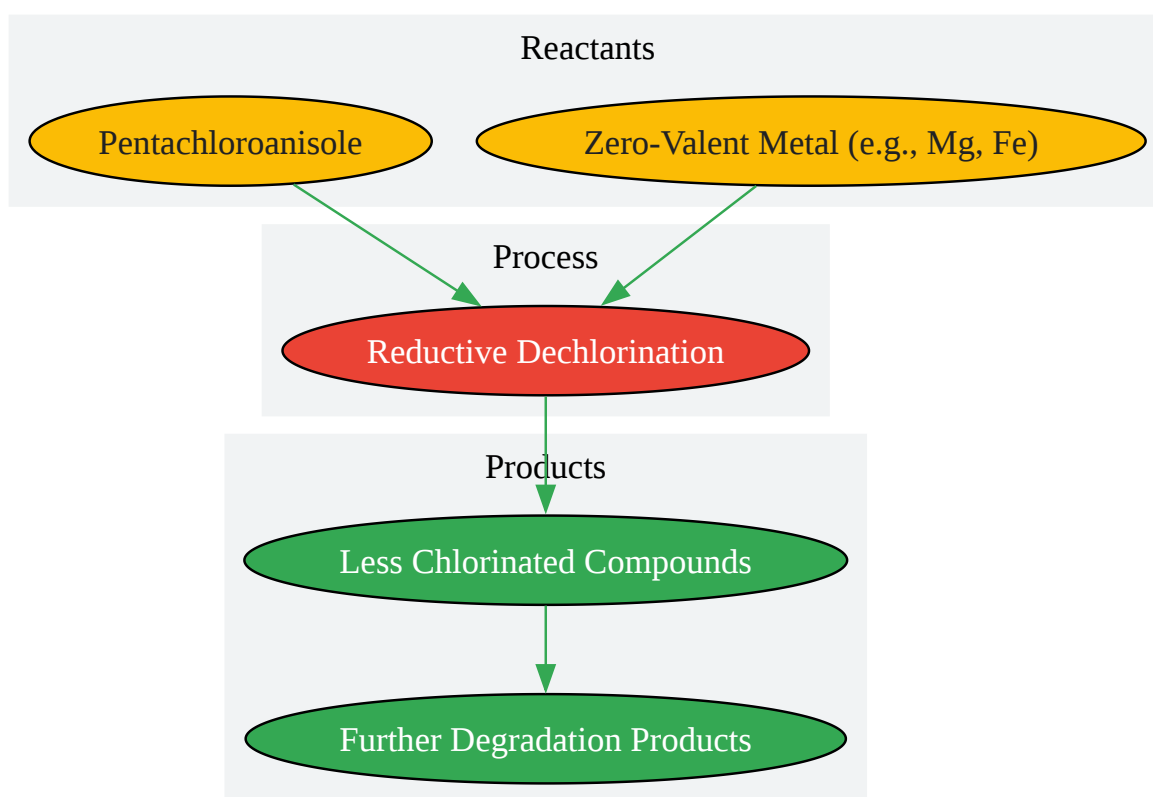 Reactants
Pentachloroanisole
Zero-Valent Metal (e.g., Mg, Fe)
Process
Reductive Dechlorination
Products
Less Chlorinated Compounds
Further Degradation Products